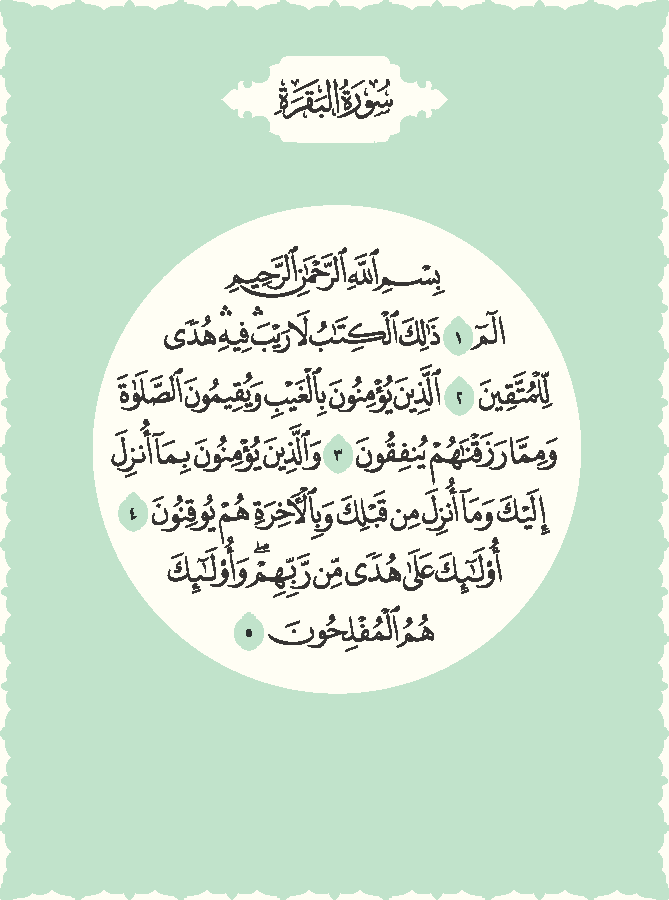 سُورَةُ البَقَرَةِ
بِسْمِ ٱللَّهِ ٱلرَّحْمَٰنِ ٱلرَّحِيمِ
الٓمٓ ١ ذَٰلِكَ ٱلْكِتَٰبُ لَا رَيْبَ ۛ فِيهِ ۛ هُدًى
لِّلْمُتَّقِينَ ٢ ٱلَّذِينَ يُؤْمِنُونَ بِٱلْغَيْبِ وَيُقِيمُونَ ٱلصَّلَوٰةَ
وَمِمَّا رَزَقْنَٰهُمْ يُنفِقُونَ ٣ وَٱلَّذِينَ يُؤْمِنُونَ بِمَآ أُنزِلَ
إِلَيْكَ وَمَآ أُنزِلَ مِن قَبْلِكَ وَبِٱلْءَاخِرَةِ هُمْ يُوقِنُونَ ٤
أُو۟لَٰٓئِكَ عَلَىٰ هُدًى مِّن رَّبِّهِمْ ۖ وَأُو۟لَٰٓئِكَ
هُمُ ٱلْمُفْلِحُونَ ٥